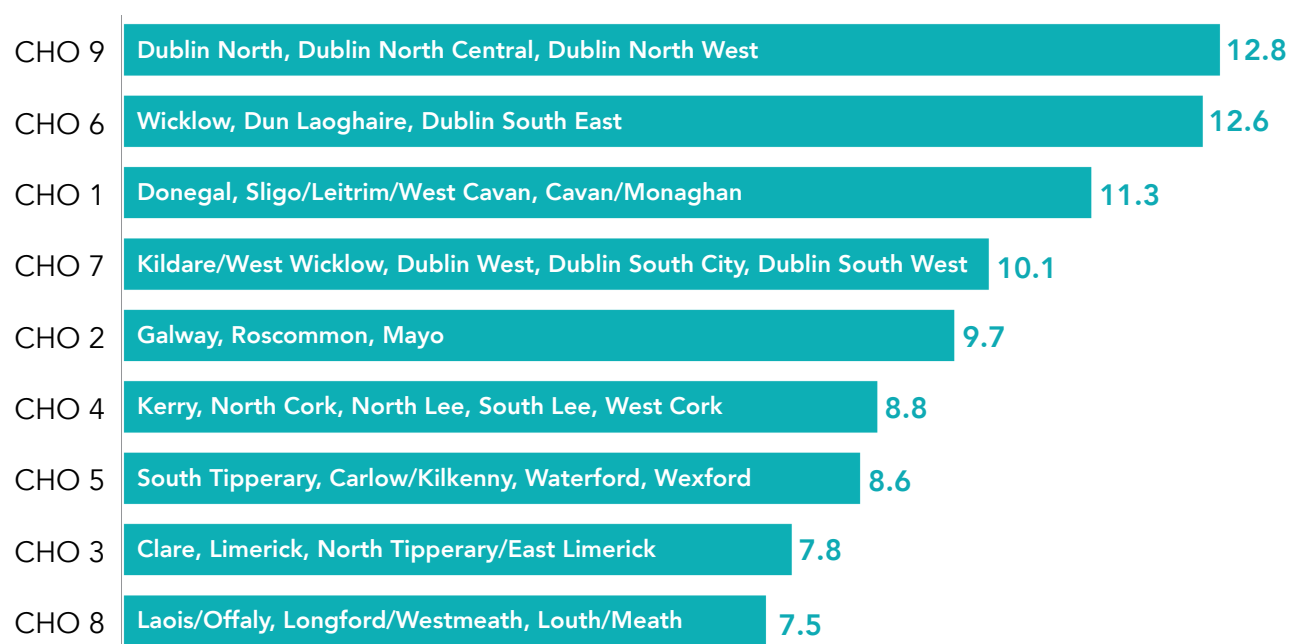 CHO 9 Dublin North, Dublin North Central, Dublin North West 12.8
CHO 6 Wicklow, Dun Laoghaire, Dublin South East 12.6
CHO 1 Donegal, Sligo/Leitrim/West Cavan, Cavan/Monaghan 11.3
CHO 7 Kildare/West Wicklow, Dublin West, Dublin South City, Dublin South West 10.1
CHO 2 Galway, Roscommon, Mayo 9.7
CHO 4 Kerry, North Cork, North Lee, South Lee, West Cork 8.8
CHO 5 South Tipperary, Carlow/Kilkenny, Waterford, Wexford 8.6
CHO 3 Clare, Limerick, North Tipperary/East Limerick 7.8
CHO 8 Laois/Offaly, Longford/Westmeath, Louth/Meath 7.5